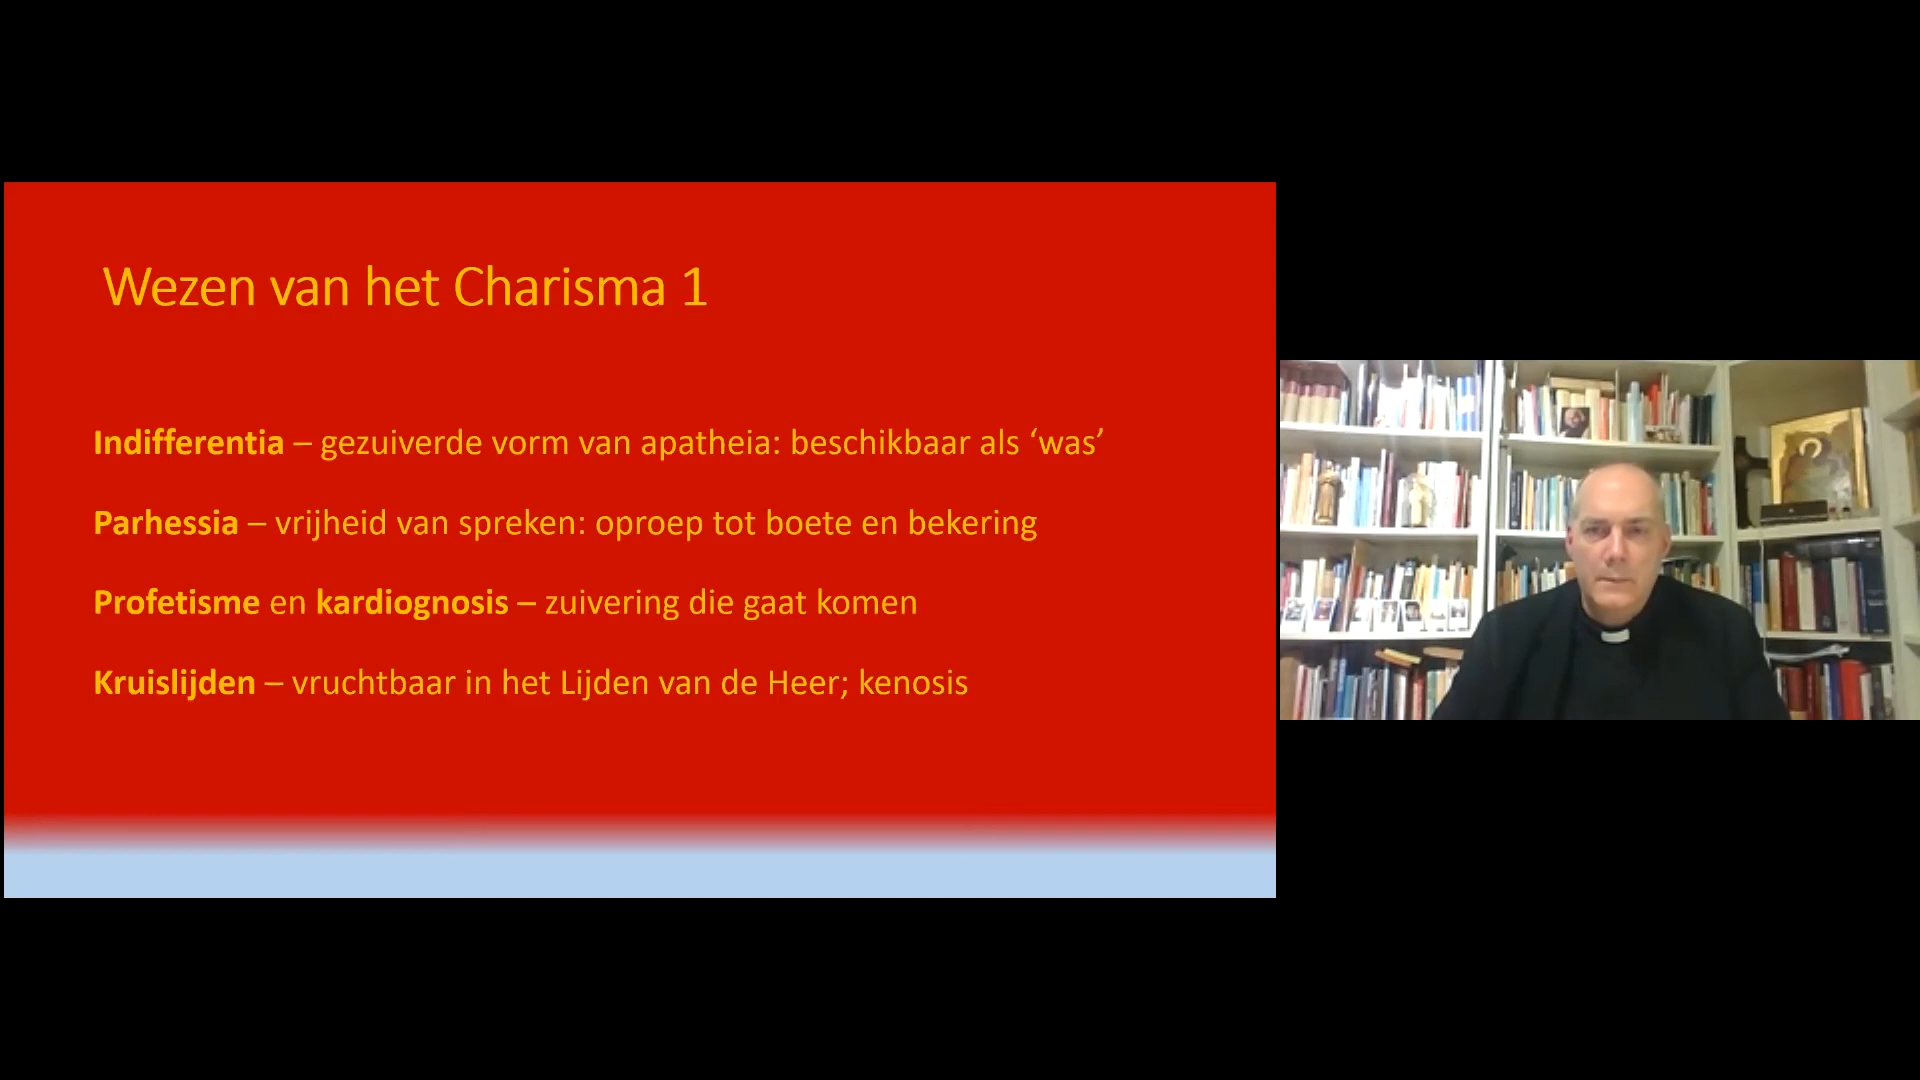 Wezen van het Charisma 1
Indifferentia – gezuiverde vorm van apatheia: beschikbaar als ‘was’
Parhessia – vrijheid van spreken: oproep tot boete en bekering
Profetisme en kardiognosis – zuivering die gaat komen
Kruislijden – vruchtbaar in het Lijden van de Heer; kenosis